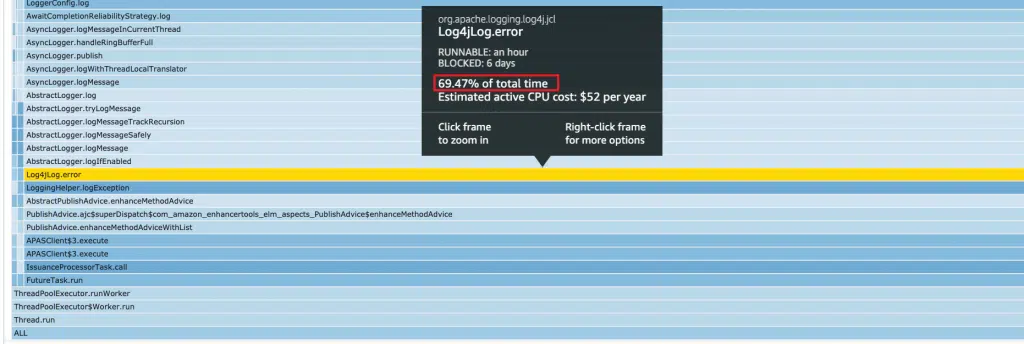 LoggerConfig.log
AwaitCompletionReliabilityStrategy.log
AsyncLogger.logMessageInCurrentThread
AsyncLogger.handleRingBufferFull
AsyncLogger.publish
AsyncLogger.logWithThreadLocalTranslator
AsyncLogger.logMessage
AbstractLogger.log
AbstractLogger.tryLogMessage
AbstractLogger.logMessageTrackRecursion
AbstractLogger.logMessageSafely
AbstractLogger.logMessage
AbstractLogger.logIfEnabled
Log4jLog.error
LoggingHelper.logException
AbstractPublishAdvice.enhanceMethodAdvice
PublishAdvice.ajc$superDispatch$com_amazon_enhancertools_elm_aspects_PublishAdvice$enhanceMethodAdvice
PublishAdvice.enhanceMethodAdviceWithList
APASClient$3.execute
APASClient$3.execute
IssuanceProcessorTask.call
FutureTask.run
ThreadPoolExecutor.runWorker
ThreadPoolExecutor$Worker.run
Thread.run
ALL
org.apache.logging.log4j.jcl
Log4jLog.error
RUNNABLE: an hour
BLOCKED: 6 days
69.47% of total time
Estimated active CPU cost: $52 per year
Click frame
to zoom in
Right-click frame
for more options